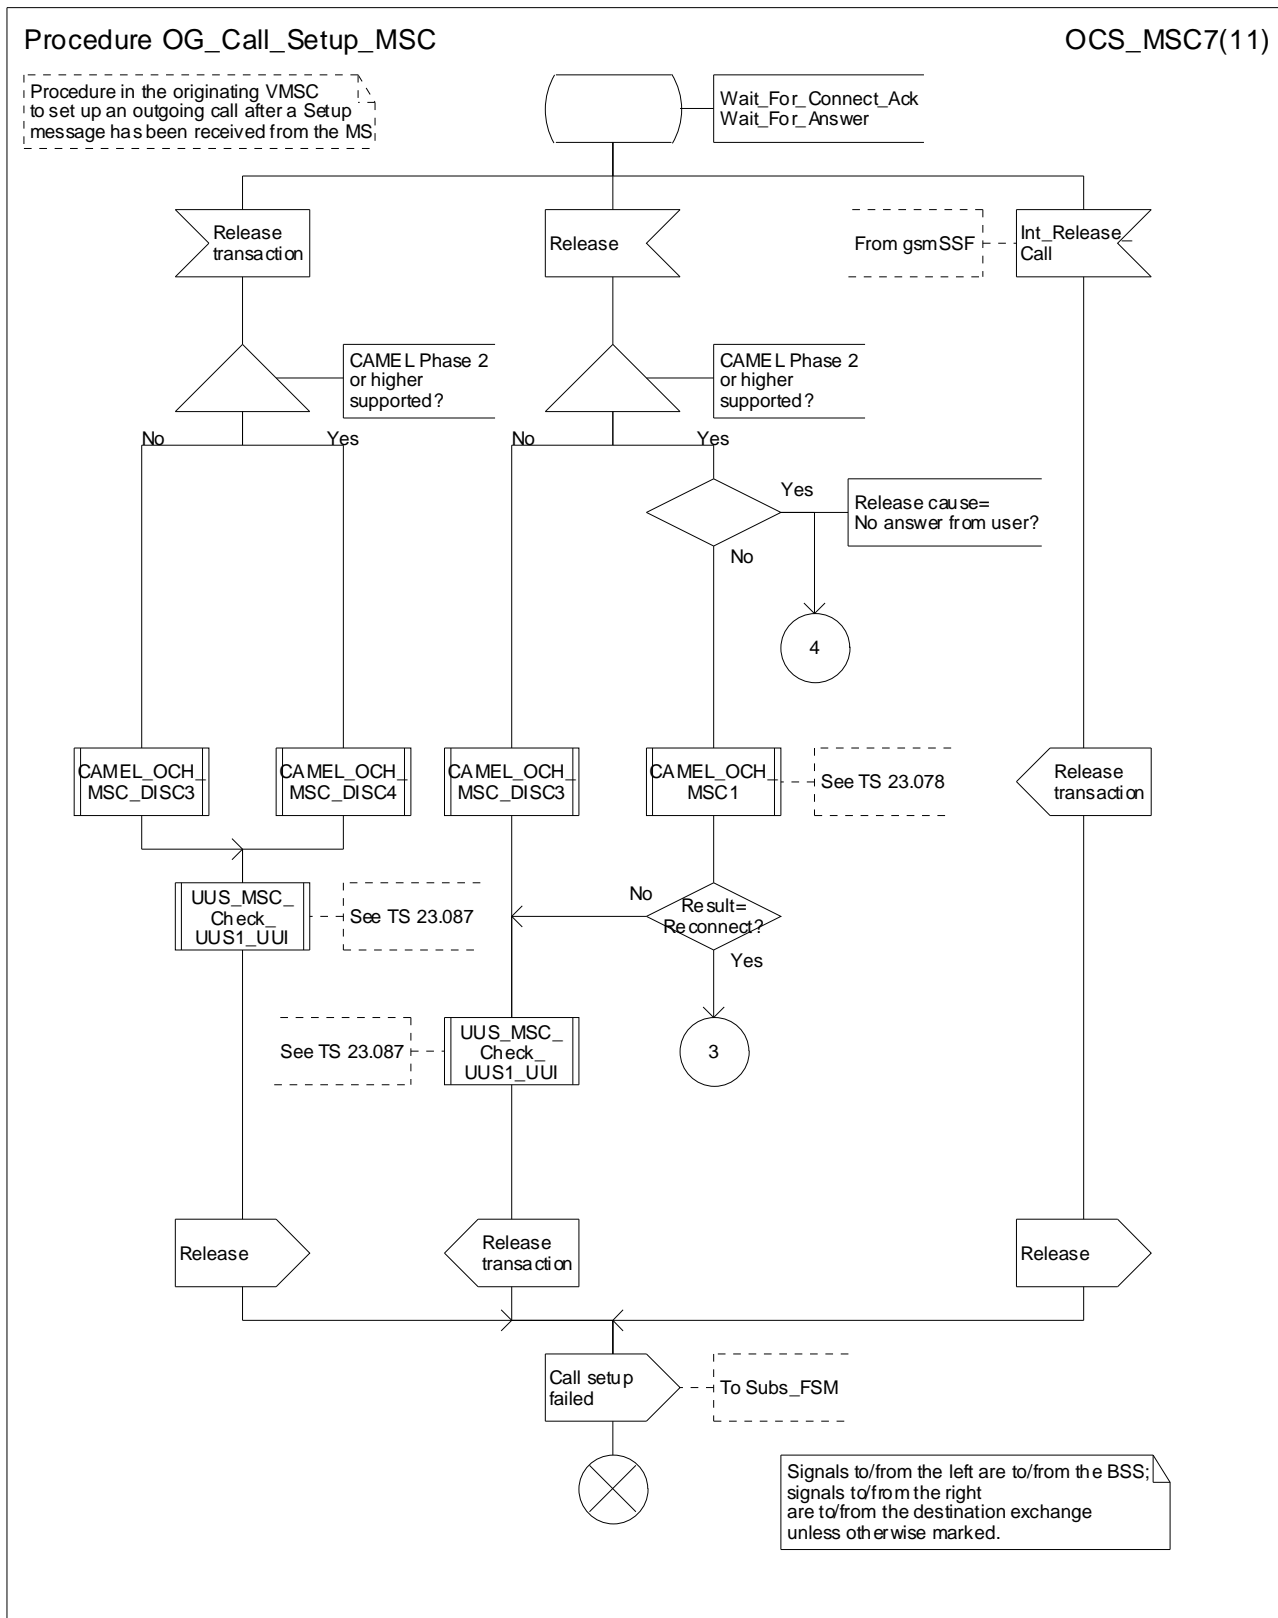 Procedure OG_Call_Setup_MSC
OCS_MSC7(11)
Procedure in the originating VMSC
to set up an outgoing call after a Setup
message has been received from the MS
Wait_For_Connect_Ack
Wait_For_Answer
Release
transaction
Release
From gsmSSF
Int_Release_
Call
CAMEL Phase 2
or higher
supported?
CAMEL Phase 2
or higher
supported?
No
Yes
No
Yes
Yes
Release cause=
No answer from user?
No
4
CAMEL_OCH_
MSC_DISC3
CAMEL_OCH_
MSC_DISC4
CAMEL_OCH_
MSC_DISC3
CAMEL_OCH_
MSC1
See TS 23.078
Release
transaction
UUS_MSC_
Check_
UUS1_UUI
See TS 23.087
No
Result=
Reconnect?
Yes
See TS 23.087
UUS_MSC_
Check_
UUS1_UUI
3
Release
Release
transaction
Release
Call setup
failed
To Subs_FSM
Signals to/from the left are to/from the BSS;
signals to/from the right
are to/from the destination exchange
unless otherwise marked.